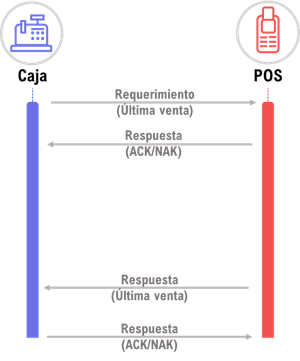 Caja
POS
Requerimiento
(Última venta)
Respuesta
(ACK/NAK)
Respuesta
(Última venta)
Respuesta
(ACK/NAK)